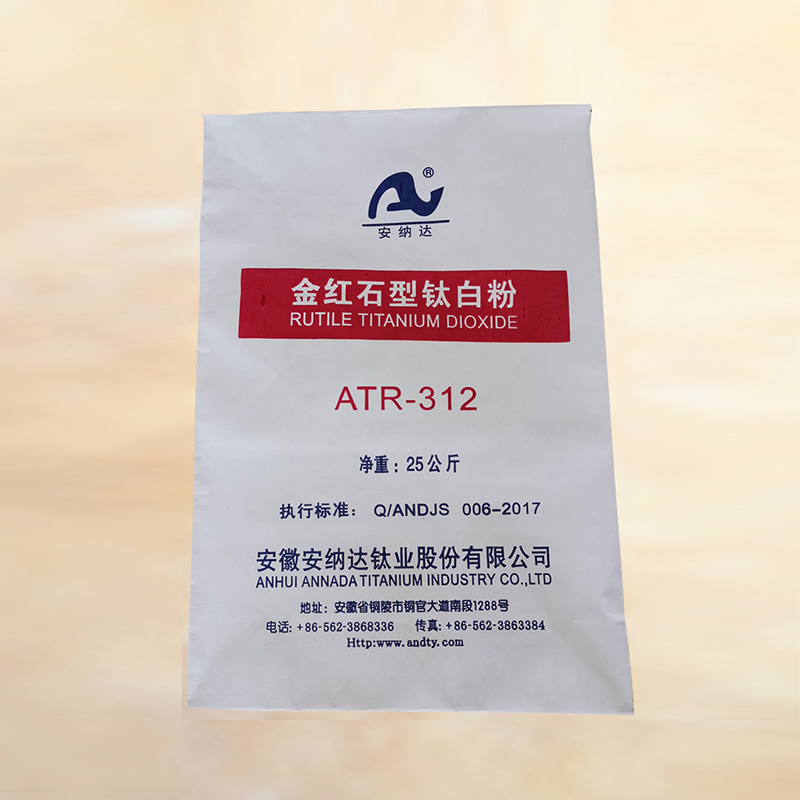 ®
安纳达
金红石型钛白粉
RUTILE TITANIUM DIOXIDE
ATR-312
净重：25公斤
执行标准： Q/ANDJS 006-2017
安徽安纳达钛业股份有限公司
ANHUI ANNADA TITANIUM INDUSTRY CO.,LTD
地址：安徽省铜陵市铜官大道南段1288号
电话：+86-562-3868336 传真：+86-562-3863384
Http:www.andty.com